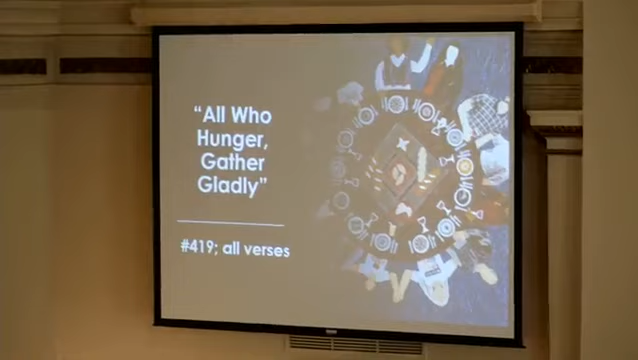 “All Who
Hunger,
Gather
Gladly”
#419; all verses